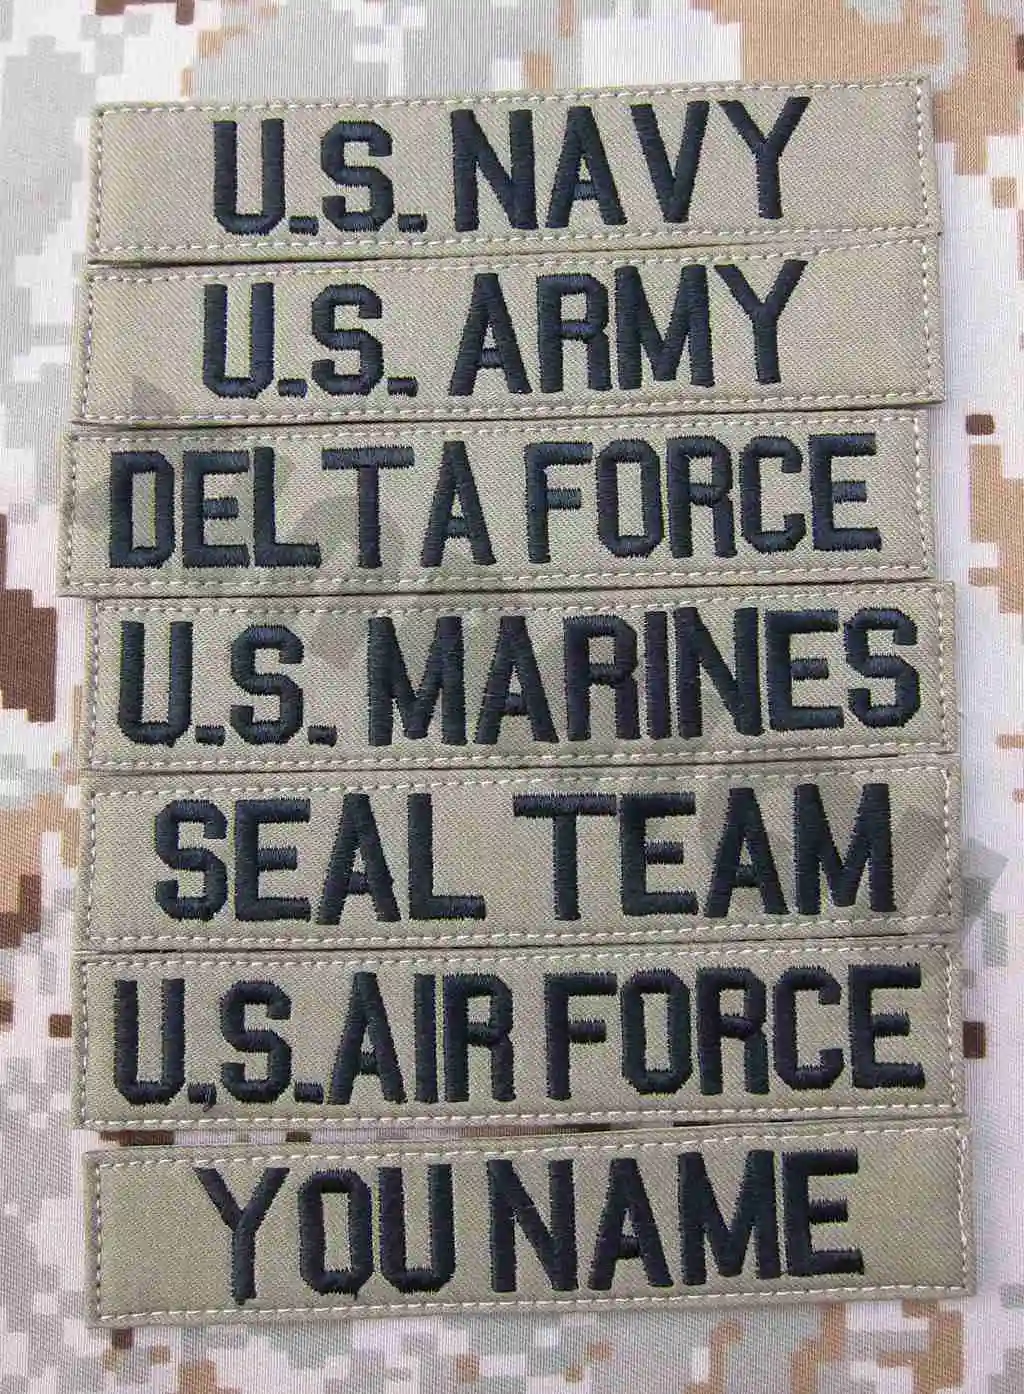 U.S. NAVY
U.S. ARMY
DELTA FORCE
U.S. MARINES
SEAL TEAM
U.S.AIR FORCE
YOU NAME